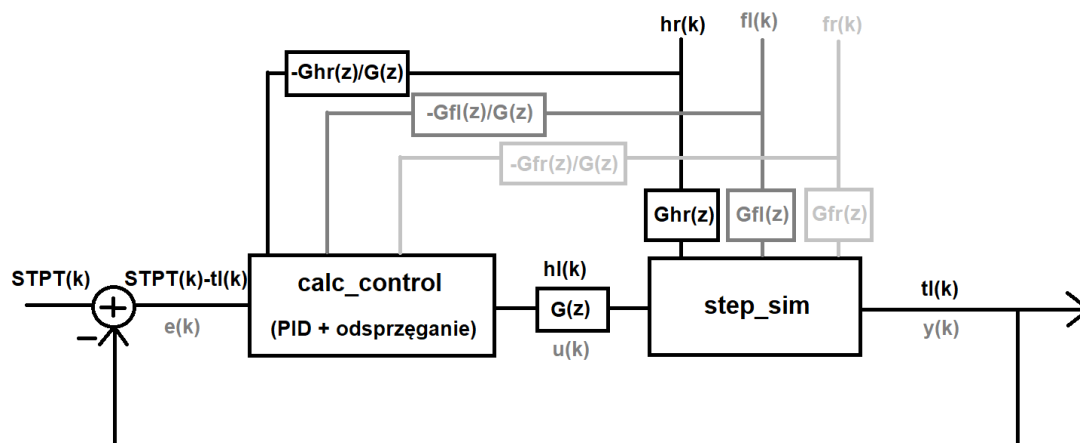 hr(k)
fl(k)
fr(k)
-Ghr(z)/G(z)
-Gfl(z)/G(z)
-Gfr(z)/G(z)
Ghr(z)
Gfl(z)
Gfr(z)
STPT(k)
+
−
STPT(k)-tl(k)
e(k)
calc_control
(PID + odsprzęganie)
hl(k)
G(z)
u(k)
step_sim
tl(k)
y(k)